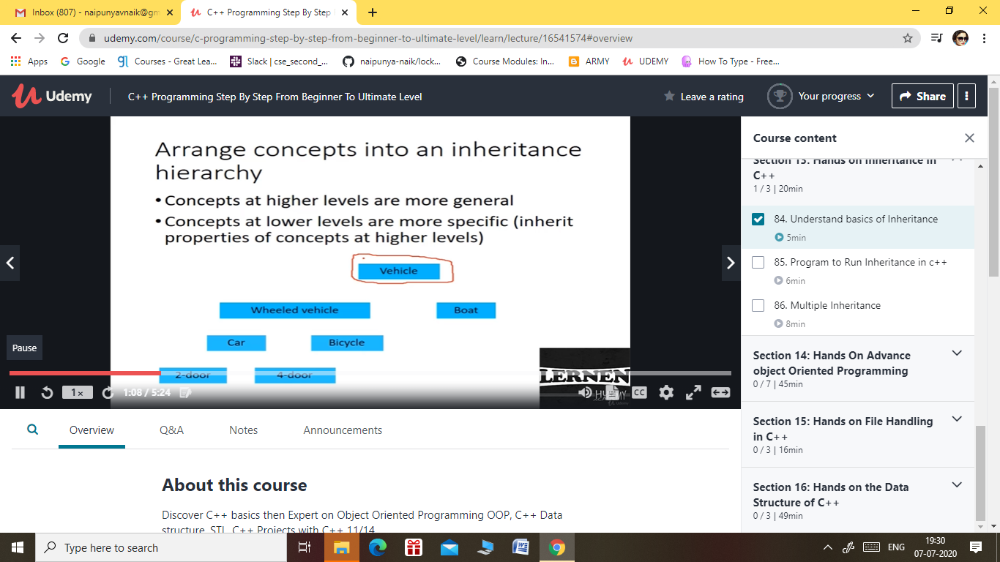 Inbox (807) - naipunyavnaik@gm
C++ Programming Step By Step
udemy.com/course/c-programming-step-by-step-from-beginner-to-ultimate-level/learn/lecture/16541574#overview
Apps Google Courses - Great Lea... Slack | cse_second_... naipunya-naik/lock... Course Modules: In... ARMY UDEMY How To Type - Free...
Udemy C++ Programming Step By Step From Beginner To Ultimate Level Leave a rating Your progress Share
Arrange concepts into an inheritance
hierarchy
• Concepts at higher levels are more general
• Concepts at lower levels are more specific (inherit
properties of concepts at higher levels)
Vehicle
Wheeled vehicle Boat
Car Bicycle
2-door 4-door
LERNEN
Udemy
Pause
1x 1:08 / 5:24 CC
Course content
Section 13: Hands on Inheritance in
C++
1 / 3 | 20min
84. Understand basics of Inheritance
5min
85. Program to Run Inheritance in c++
6min
86. Multiple Inheritance
8min
Section 14: Hands On Advance
object Oriented Programming
0 / 7 | 45min
Section 15: Hands on File Handling
in C++
0 / 3 | 16min
Section 16: Hands on the Data
Structure of C++
0 / 3 | 49min
Overview Q&A Notes Announcements
About this course
Discover C++ basics then Expert on Object Oriented Programming OOP, C++ Data
structure, STL, C++ Projects with C++ 11/14
Type here to search
ENG
19:30
07-07-2020